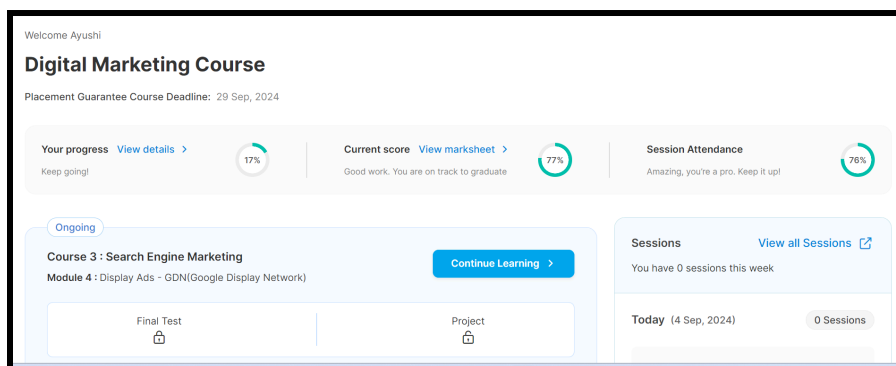 Welcome Ayushi
Digital Marketing Course
Placement Guarantee Course Deadline: 29 Sep, 2024
Your progress View details >
Keep going!
17%
Current score View marksheet >
Good work. You are on track to graduate
77%
Session Attendance
Amazing, you're a pro. Keep it up!
76%
Ongoing
Course 3 : Search Engine Marketing
Module 4 : Display Ads - GDN(Google Display Network)
Continue Learning >
Final Test
Project
Sessions
View all Sessions
You have 0 sessions this week
Today (4 Sep, 2024)
0 Sessions